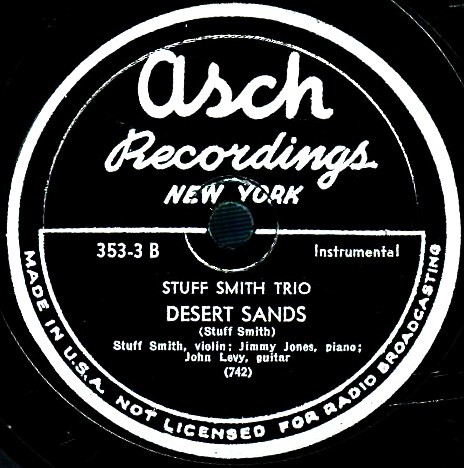 asch
Recordings
NEW YORK
353-3 B Instrumental
STUFF SMITH TRIO
DESERT SANDS
(Stuff Smith)
Stuff Smith, violin; Jimmy Jones, piano;
John Levy, guitar
(742)
MADE IN U.S.A. NOT LICENSED FOR RADIO BROADCASTING